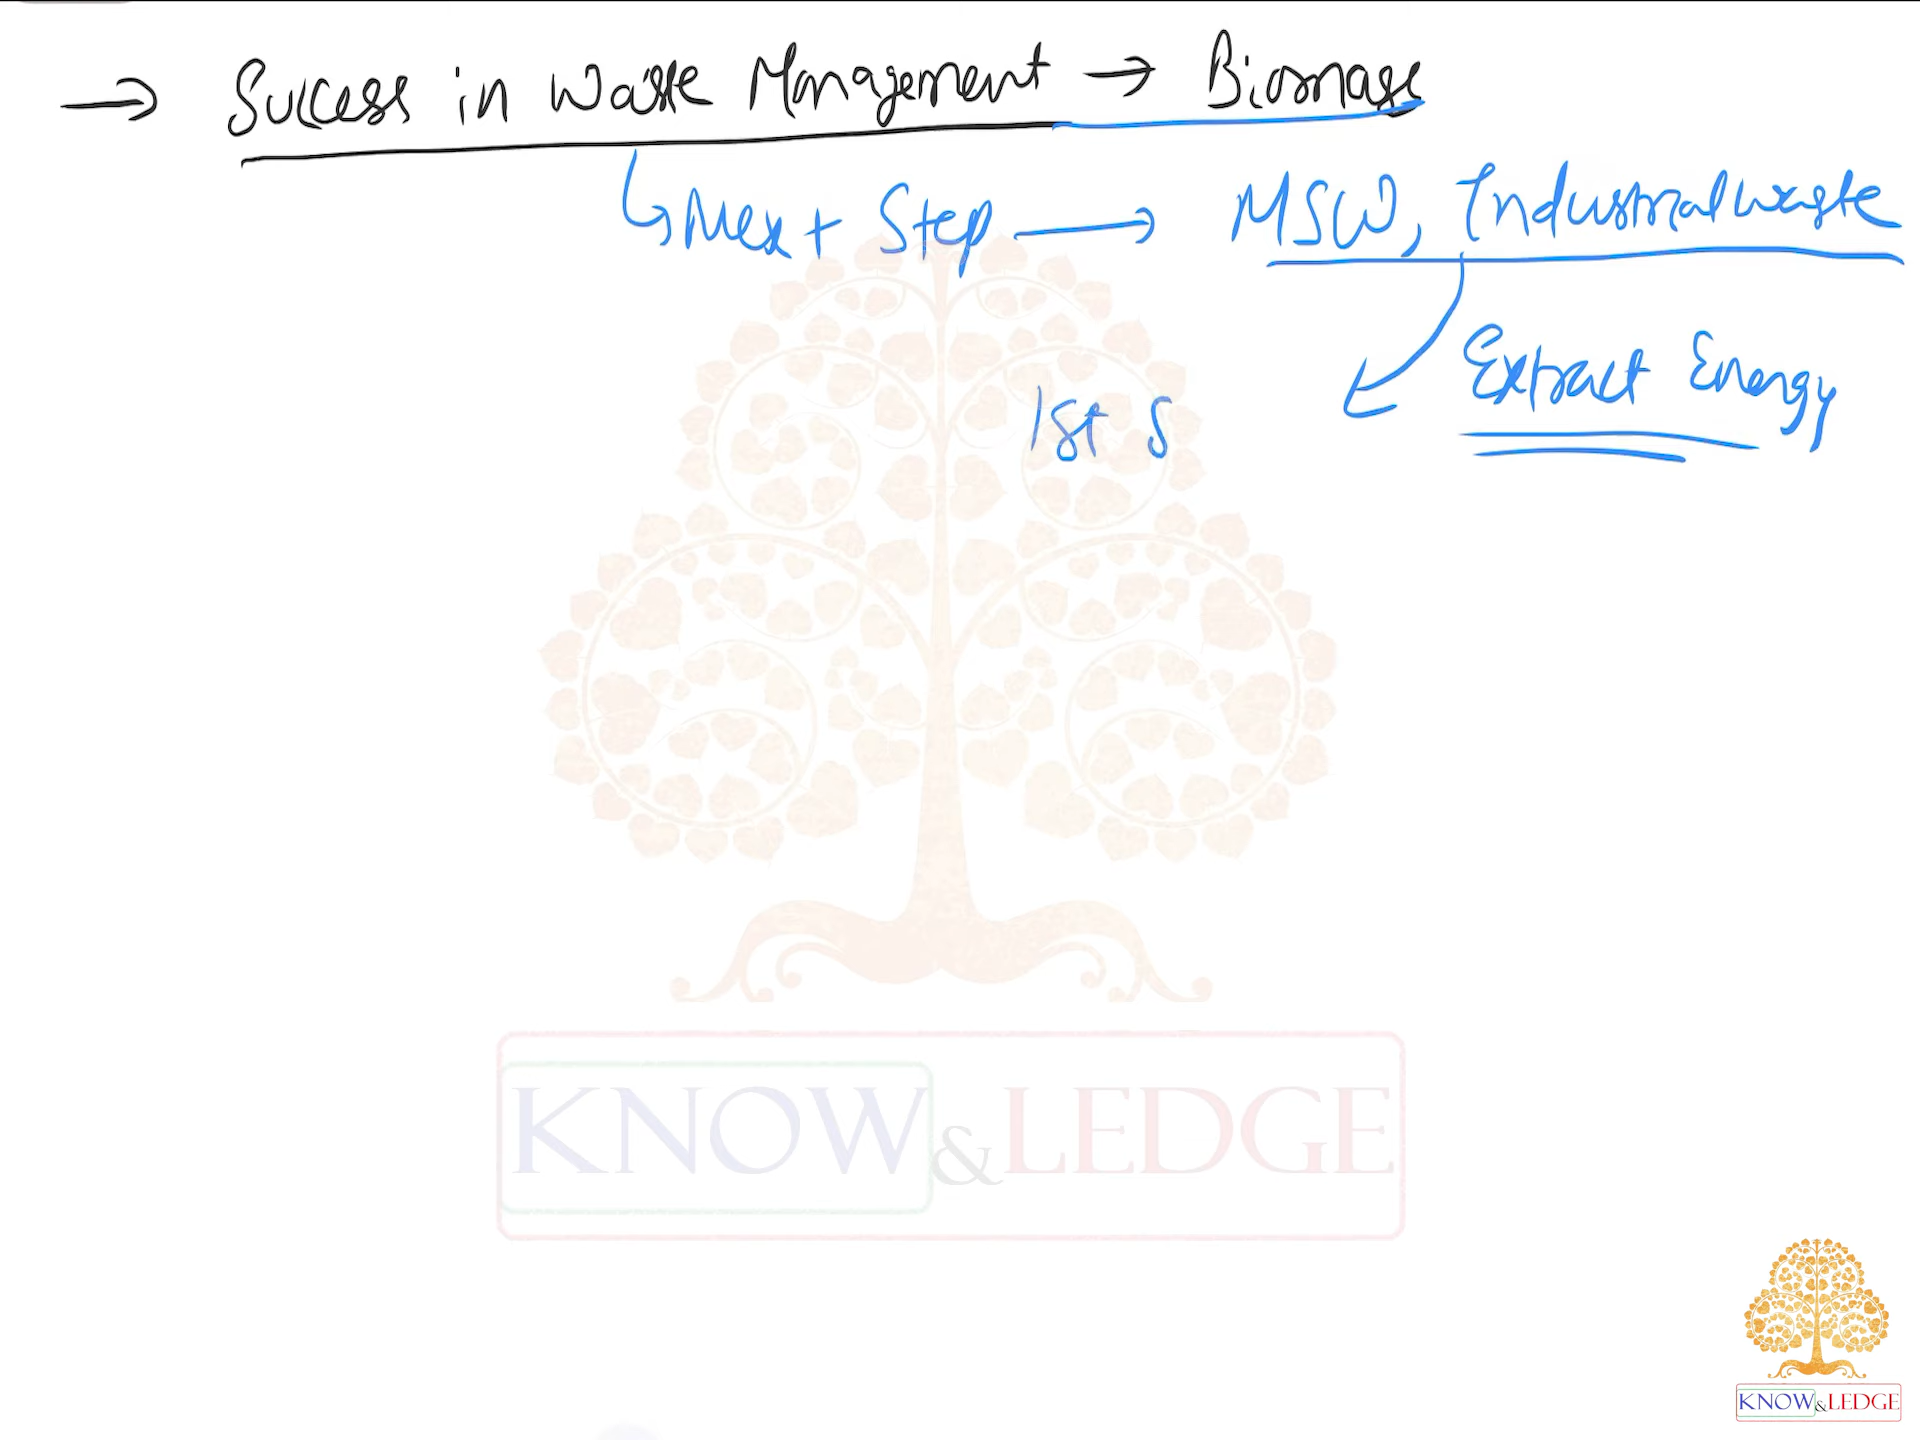 → Success in Waste Management → Biomass
↳ Next Step → MSW, Industrial waste
Extract Energy
1st S
KNOW&LEDGE
KNOW&LEDGE